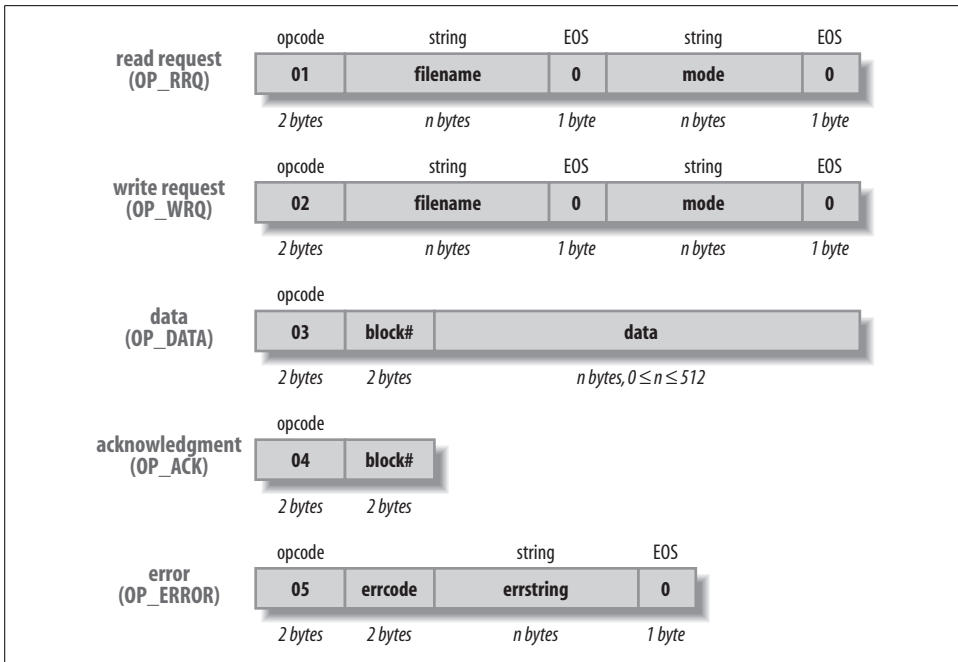 opcode string EOS string EOS
read request
(OP_RRQ)
01 filename 0 mode 0
2 bytes n bytes 1 byte n bytes 1 byte
opcode string EOS string EOS
write request
(OP_WRQ)
02 filename 0 mode 0
2 bytes n bytes 1 byte n bytes 1 byte
opcode
data
(OP_DATA)
03 block# data
2 bytes 2 bytes n bytes, 0 ≤ n ≤ 512
opcode
acknowledgment
(OP_ACK)
04 block#
2 bytes 2 bytes
opcode string EOS
error
(OP_ERROR)
05 errcode errstring 0
2 bytes 2 bytes n bytes 1 byte